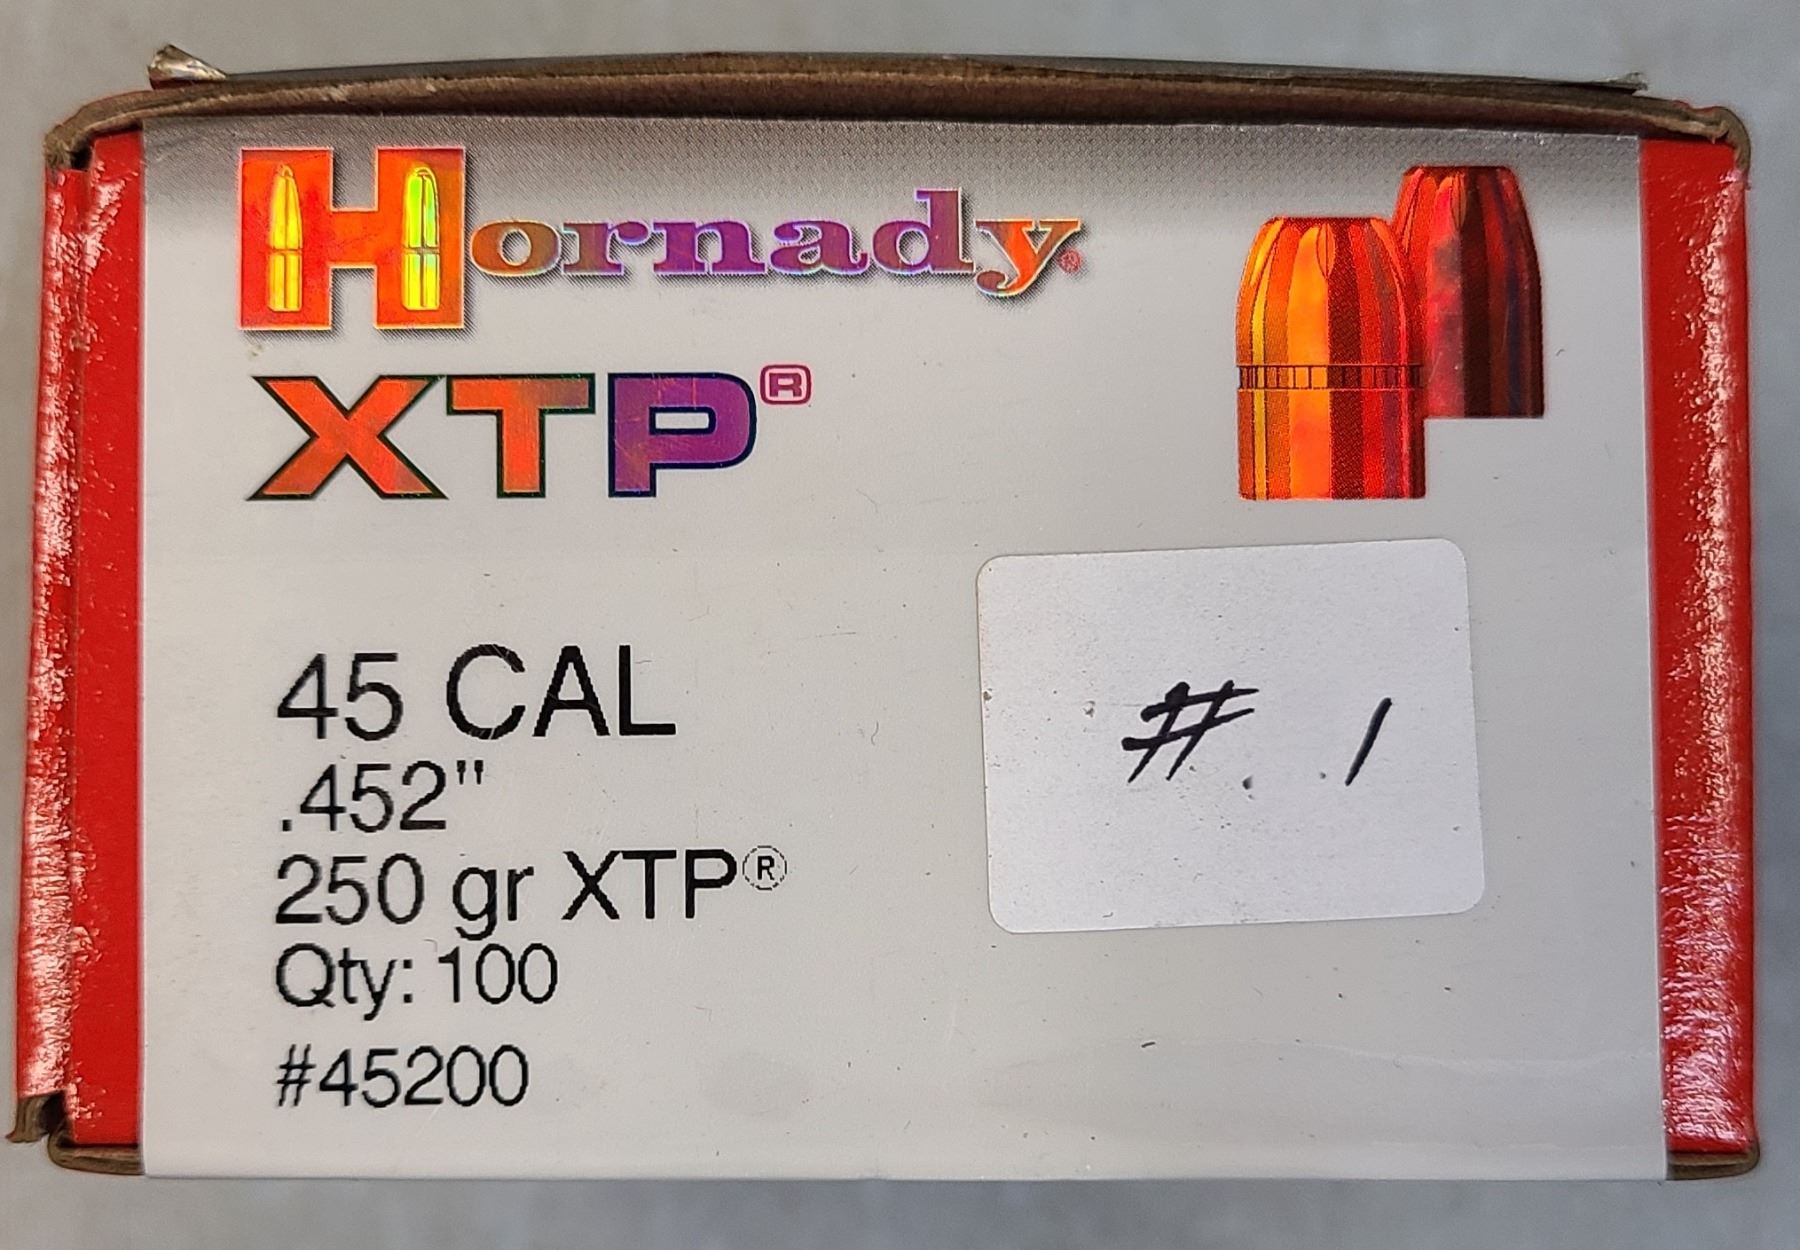 Hornady®
XTP®
45 CAL
.452"
250 gr XTP®
Qty: 100
#45200
# 1